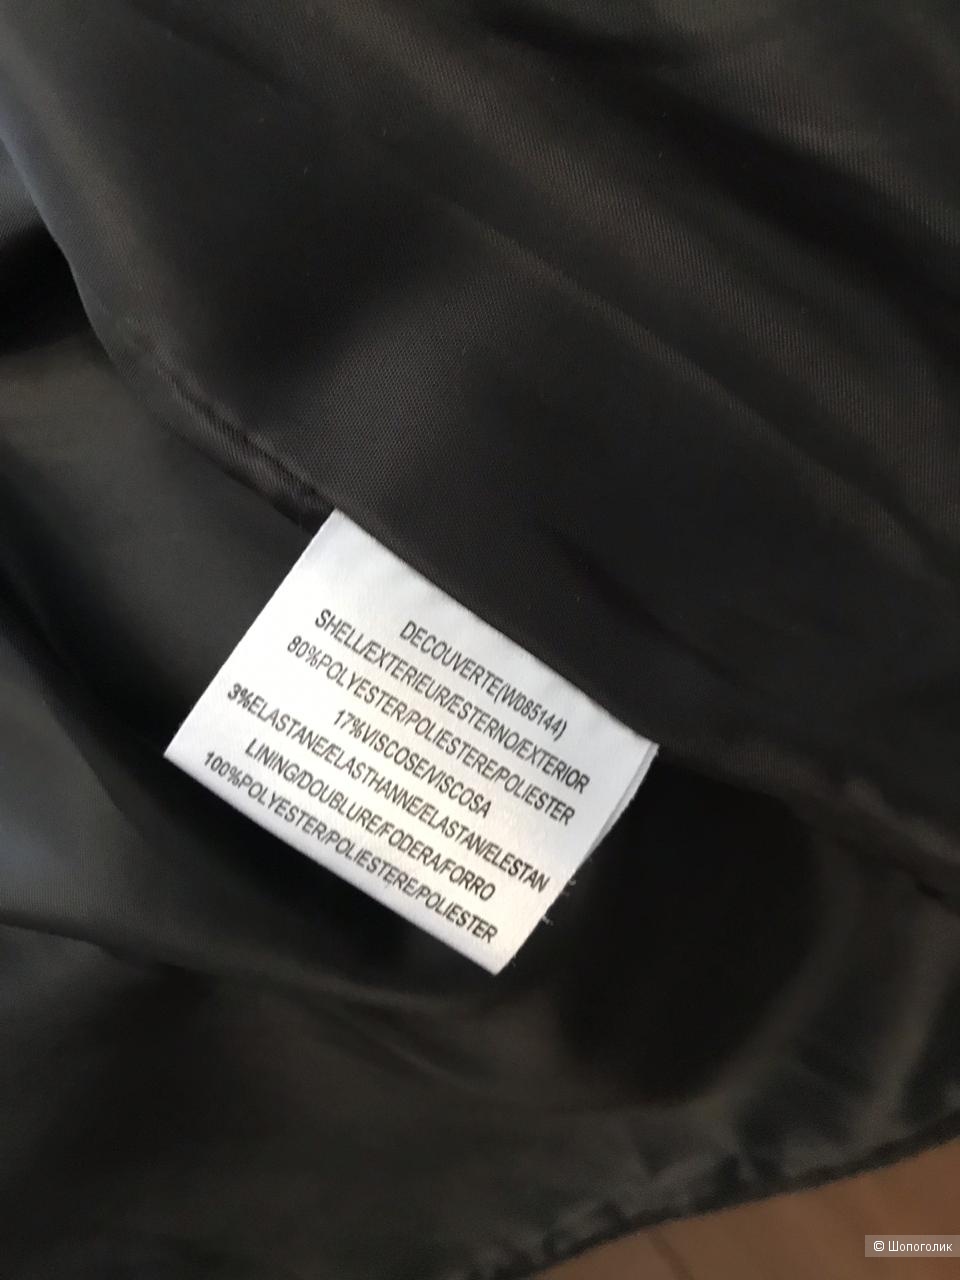 DECOUVERTE(W085144)
SHELL/EXTERIEUR/ESTERNO/EXTERIOR
80%POLYESTER/POLIESTERE/POLIESTER
17%VISCOSE/VISCOSA
3%ELASTANE/ELASTHANNE/ELASTAN/ELESTAN
LINING/DOUBLURE/FODERA/FORRO
100%POLYESTER/POLIESTERE/POLIESTER
© Шопоголик